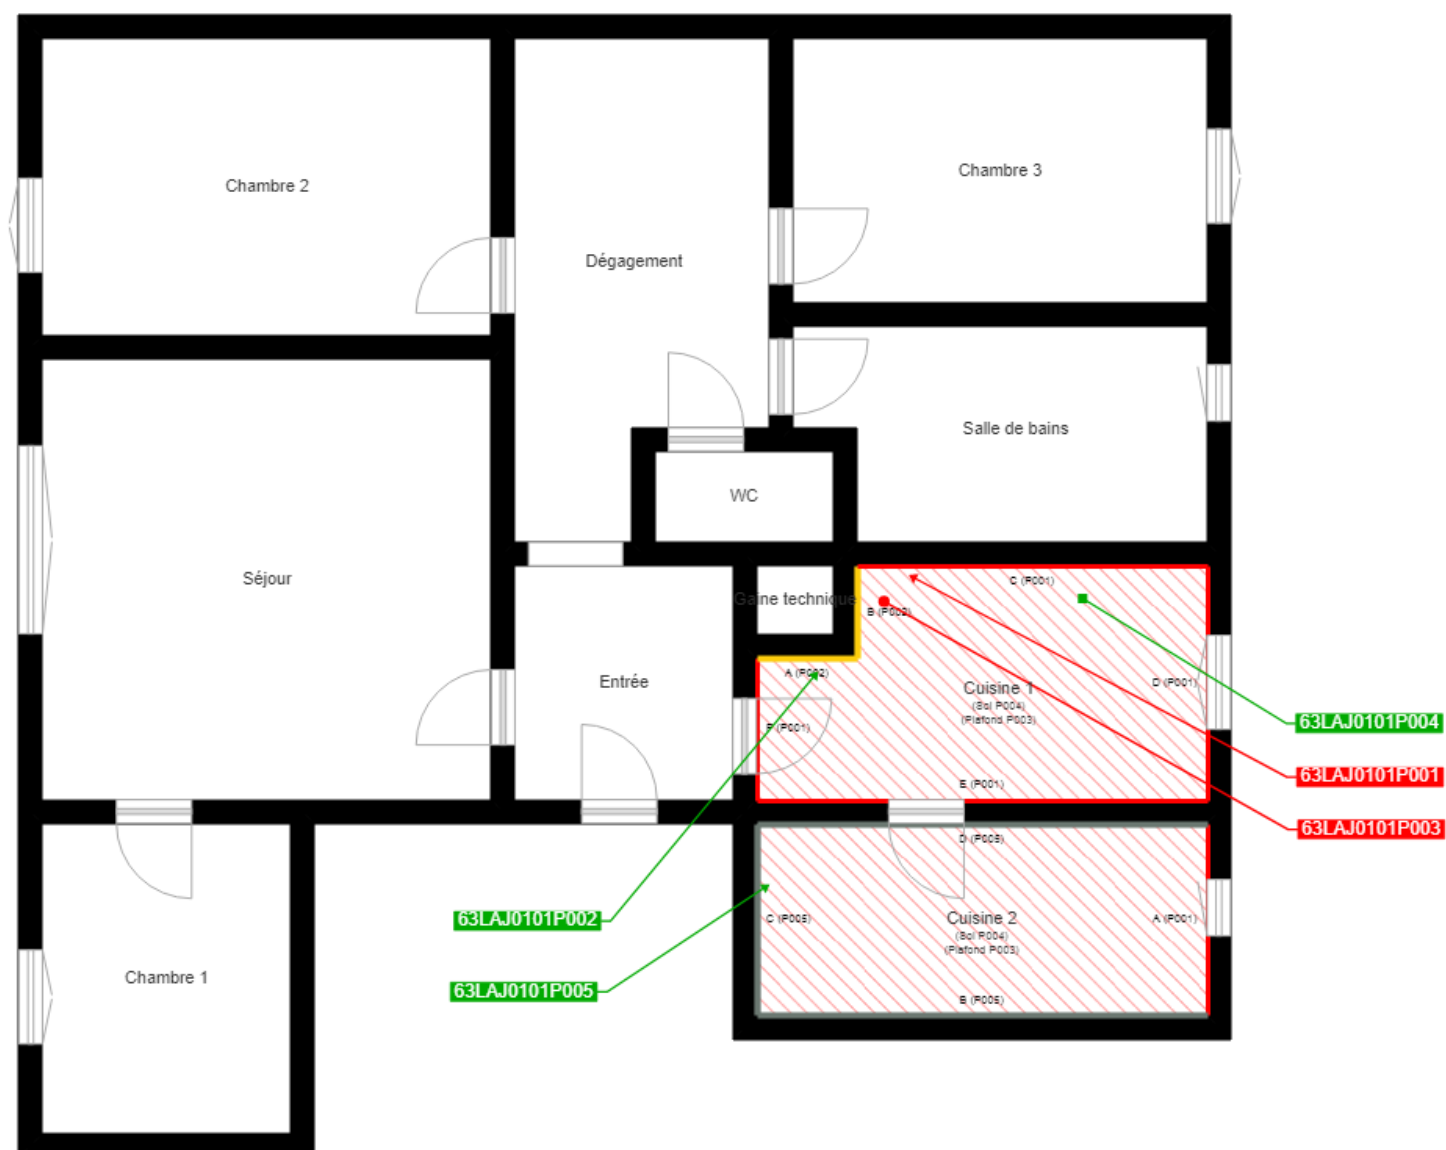 Chambre 2
Chambre 3
Dégagement
Salle de bains
WC
Séjour
Gaine technique
C (P001)
B (P002)
A (P002)
Entrée
Cuisine 1
(Sol P004)
(Plafond P003)
D (P001)
F (P001)
E (P001)
63LAJ0101P004
63LAJ0101P001
63LAJ0101P003
D (P005)
63LAJ0101P002
C (P005)
Cuisine 2
(Sol P004)
(Plafond P003)
A (P001)
Chambre 1
63LAJ0101P005
B (P005)